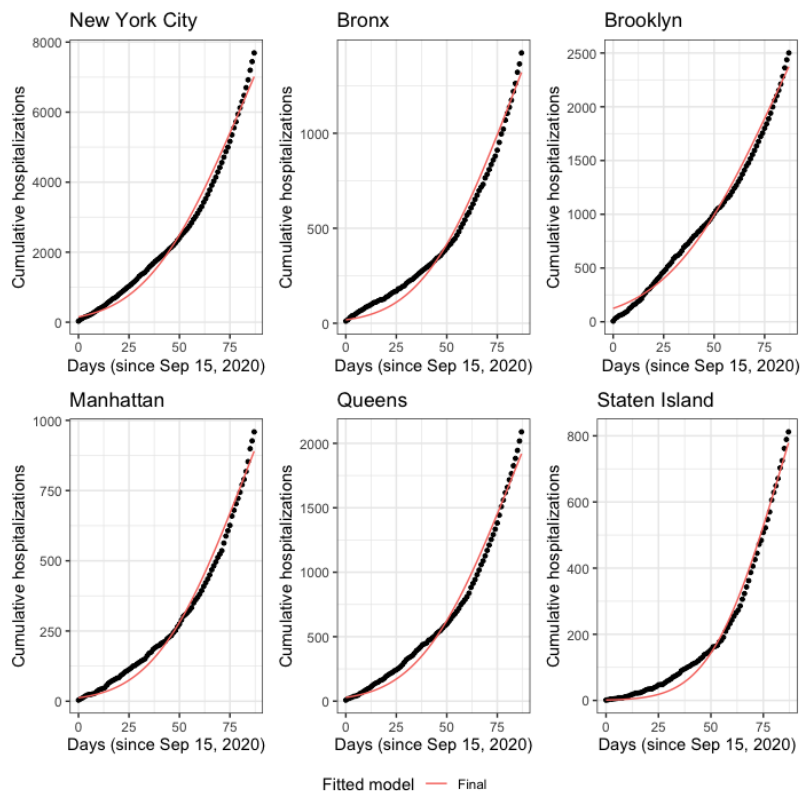 New York City
Bronx
Brooklyn
8000
6000
4000
2000
0
Cumulative hospitalizations
0 25 50 75
Days (since Sep 15, 2020)
1000
500
0
Cumulative hospitalizations
0 25 50 75
Days (since Sep 15, 2020)
2500
2000
1500
1000
500
0
Cumulative hospitalizations
0 25 50 75
Days (since Sep 15, 2020)
Manhattan
Queens
Staten Island
1000
750
500
250
0
Cumulative hospitalizations
0 25 50 75
Days (since Sep 15, 2020)
2000
1500
1000
500
0
Cumulative hospitalizations
0 25 50 75
Days (since Sep 15, 2020)
800
600
400
200
0
Cumulative hospitalizations
0 25 50 75
Days (since Sep 15, 2020)
Fitted model Final